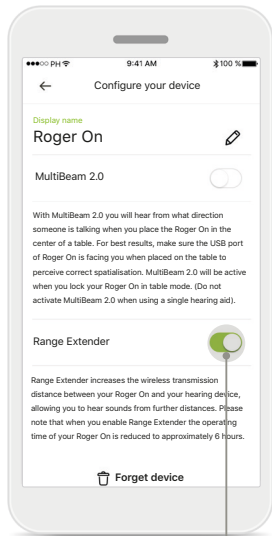 PH 9:41 AM 100 %
Configure your device
Display name
Roger On
MultiBeam 2.0
With MultiBeam 2.0 you will hear from what direction
someone is talking when you place the Roger On in the
center of a table. For best results, make sure the USB port
of Roger On is facing you when placed on the table to
perceive correct spatialisation. MultiBeam 2.0 will be active
when you lock your Roger On in table mode. (Do not
activate MultiBeam 2.0 when using a single hearing aid).
Range Extender
Range Extender increases the wireless transmission
distance between your Roger On and your hearing device,
allowing you to hear sounds from further distances. Please
note that when you enable Range Extender the operating
time of your Roger On is reduced to approximately 6 hours.
Forget device